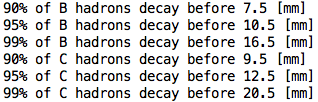 90% of B hadrons decay before 7.5 [mm]
95% of B hadrons decay before 10.5 [mm]
99% of B hadrons decay before 16.5 [mm]
90% of C hadrons decay before 9.5 [mm]
95% of C hadrons decay before 12.5 [mm]
99% of C hadrons decay before 20.5 [mm]